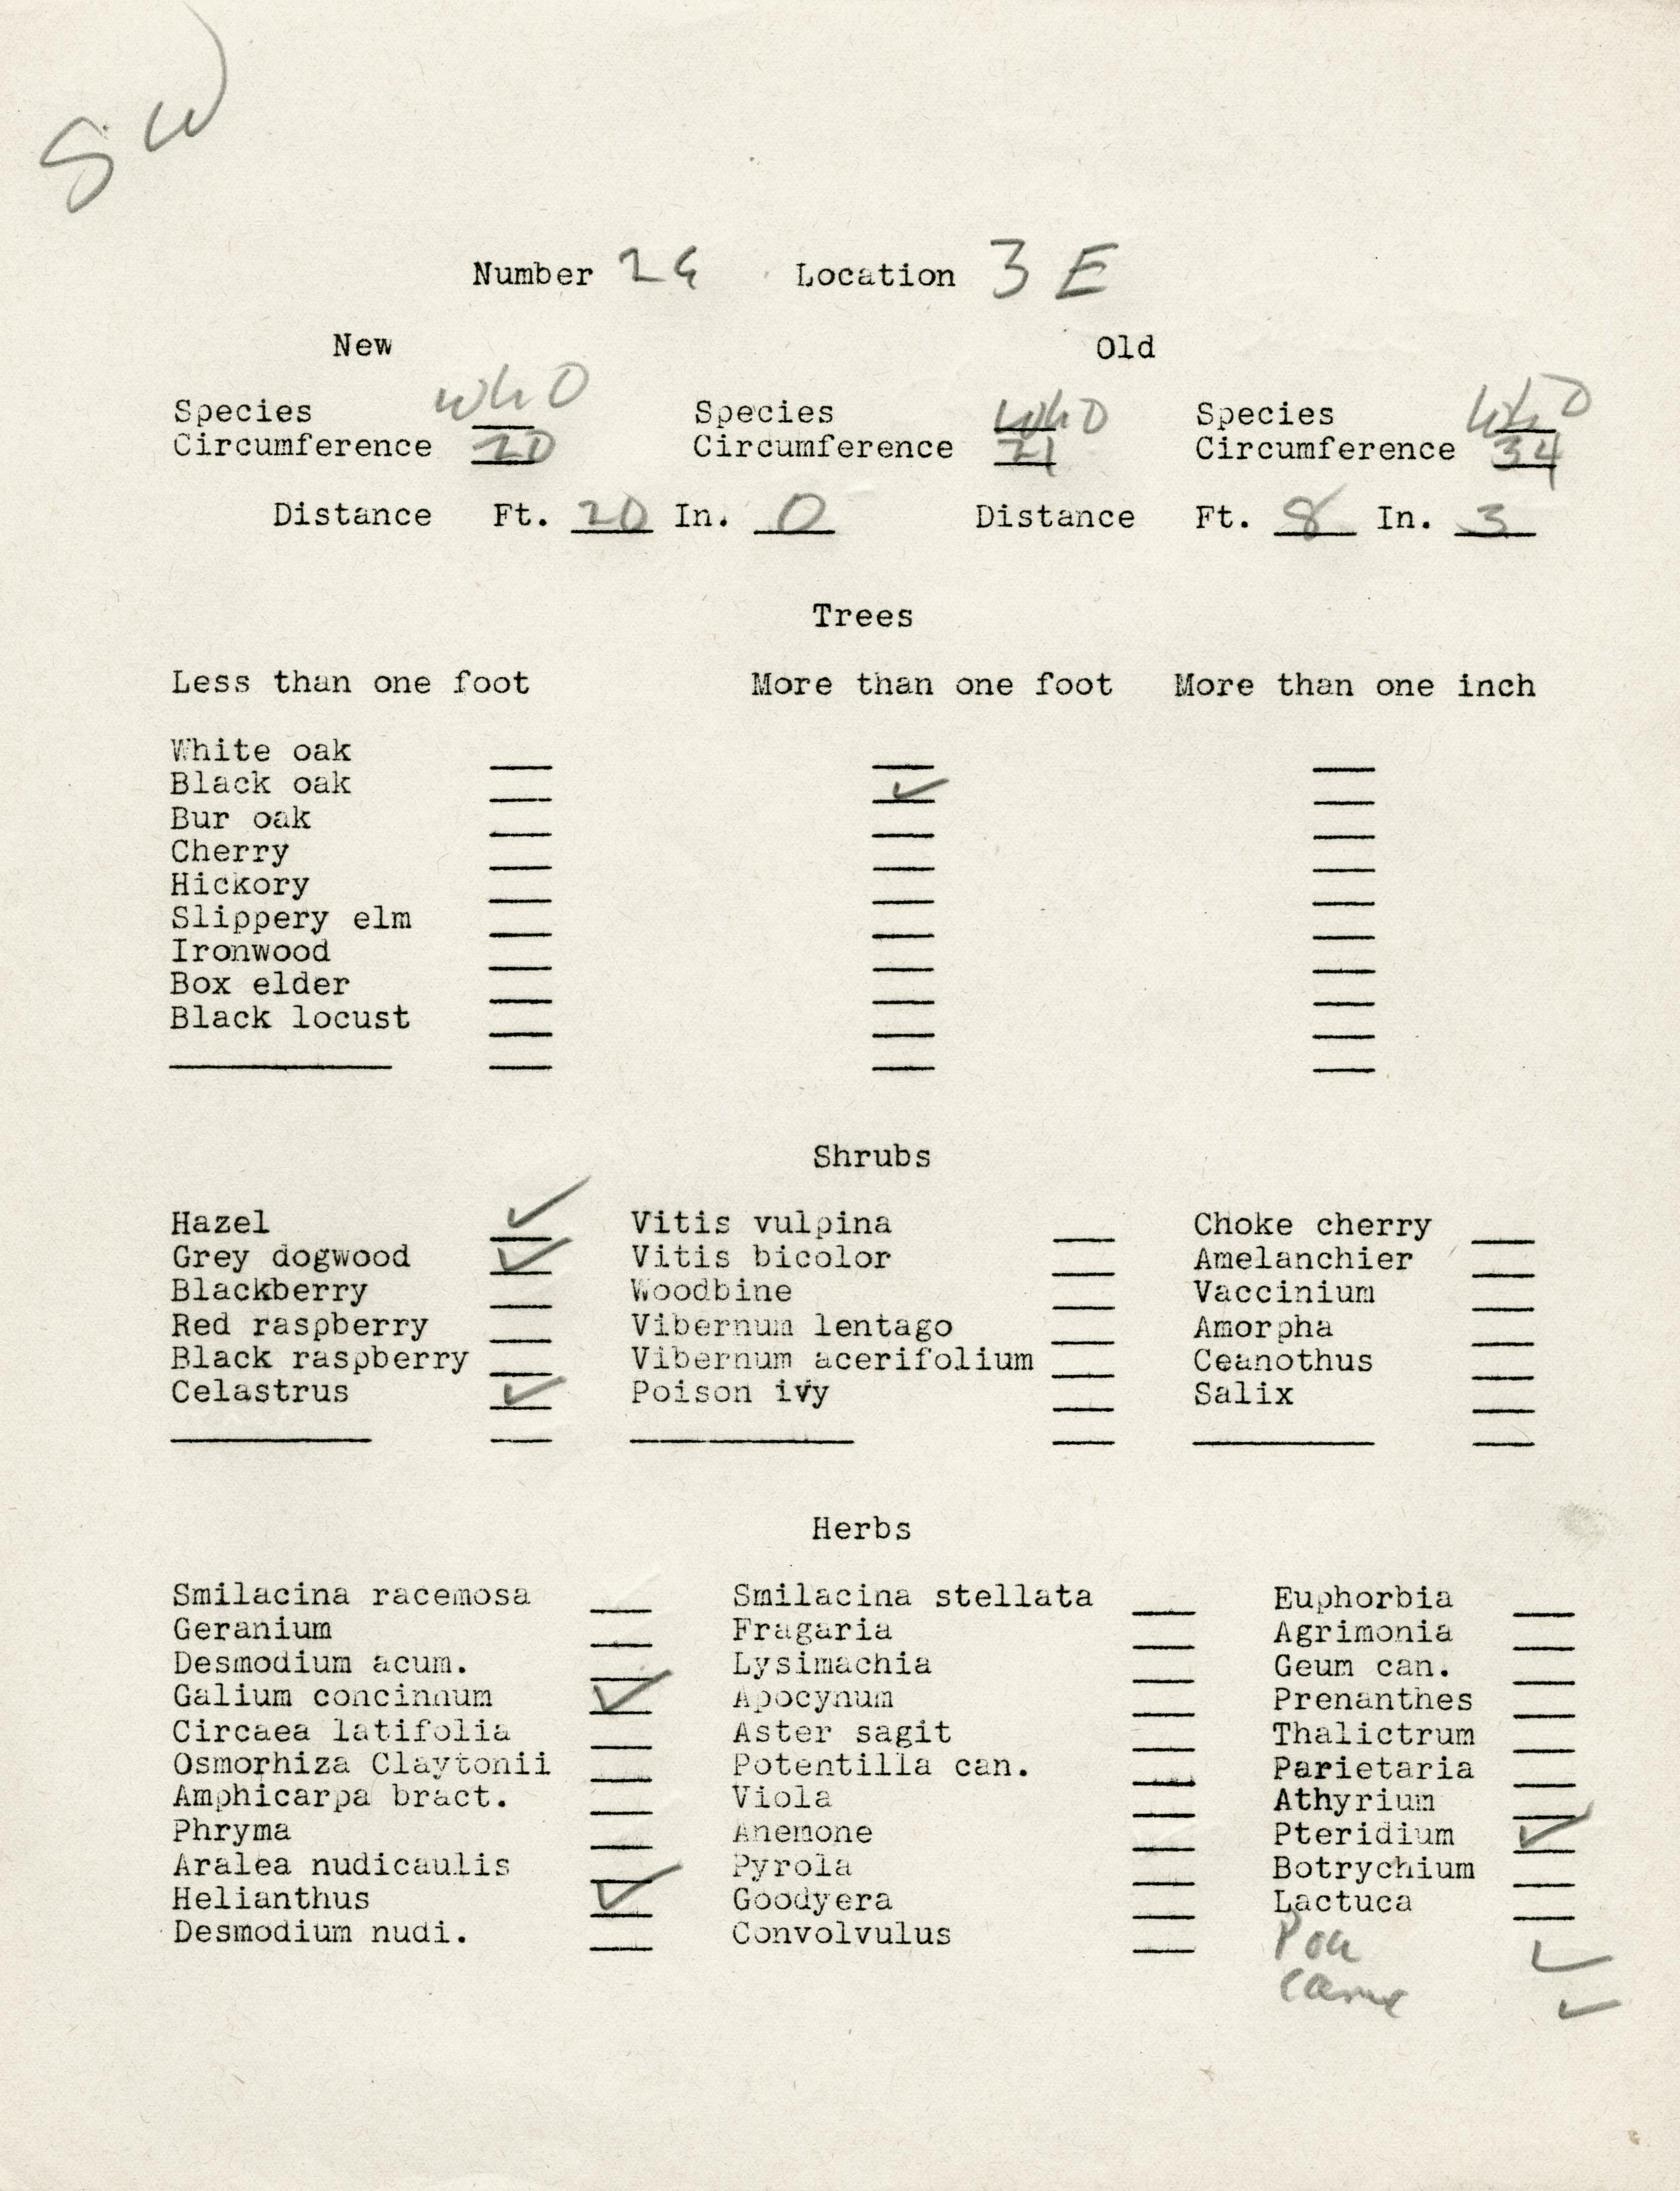 SW
Number 24 Location 3 E
New Old
Species Wh O Species Wh O Species Wh O
Circumference 20 Circumference 21 Circumference 34
Distance Ft. 20 In. 0 Distance Ft. 8 In. 3
Trees
Less than one foot More than one foot More than one inch
White oak
Black oak ✓
Bur oak
Cherry
Hickory
Slippery elm
Ironwood
Box elder
Black locust
Shrubs
Hazel ✓ Vitis vulpina Choke cherry
Grey dogwood ✓ Vitis bicolor Amelanchier
Blackberry Woodbine Vaccinium
Red raspberry Vibernum lentago Amorpha
Black raspberry Vibernum acerifolium Ceanothus
Celastrus ✓ Poison ivy Salix
Herbs
Smilacina racemosa Smilacina stellata Euphorbia
Geranium Fragaria Agrimonia
Desmodium acum. Lysimachia Geum can.
Galium concinnum ✓ Apocynum Prenanthes
Circaea latifolia Aster sagit Thalictrum
Osmorhiza Claytonii Potentilla can. Parietaria
Amphicarpa bract. Viola Athyrium
Phryma Anemone Pteridium ✓
Aralea nudicaulis Pyrola Botrychium
Helianthus ✓ Goodyera Lactuca
Desmodium nudi. Convolvulus Poa ✓
✓